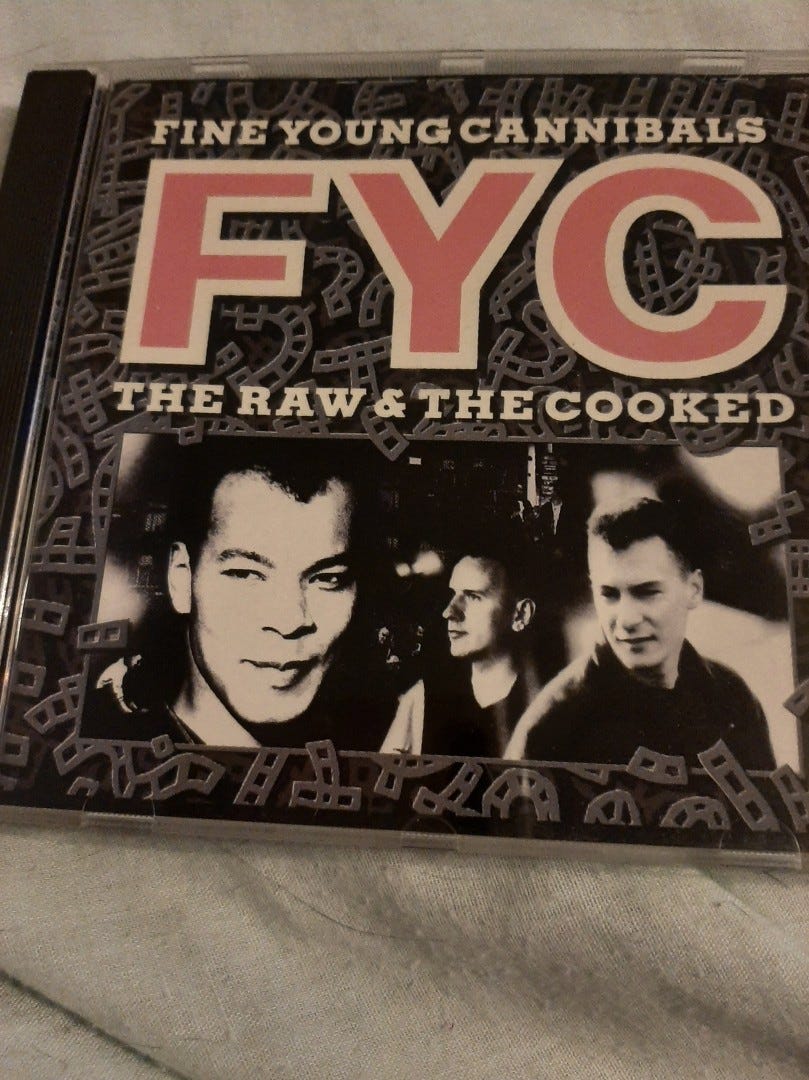 FINE YOUNG CANNIBALS
FYC
THE RAW & THE COOKED